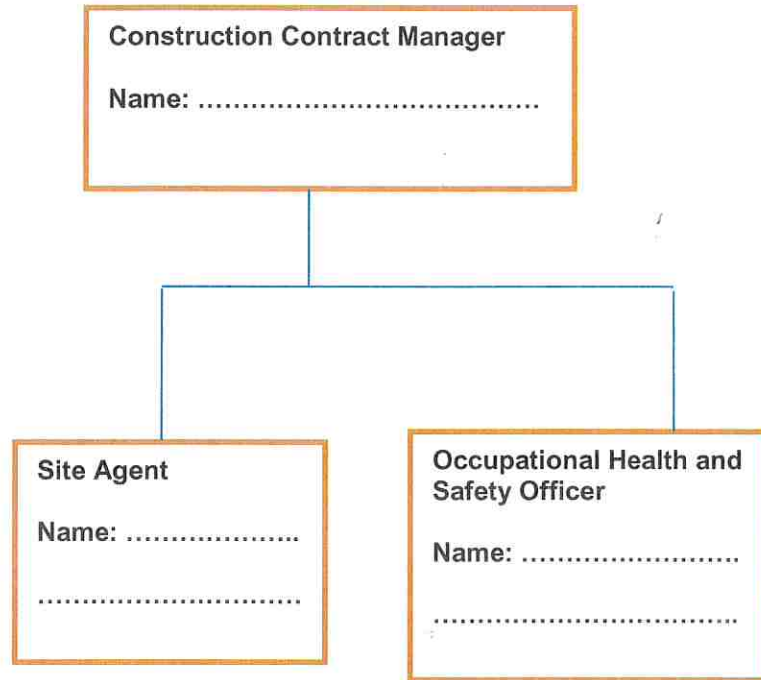 Construction Contract Manager
Name: ……………………………………
Site Agent
Name: ………………..
…………………………
Occupational Health and
Safety Officer
Name: …………………….
…………………………….